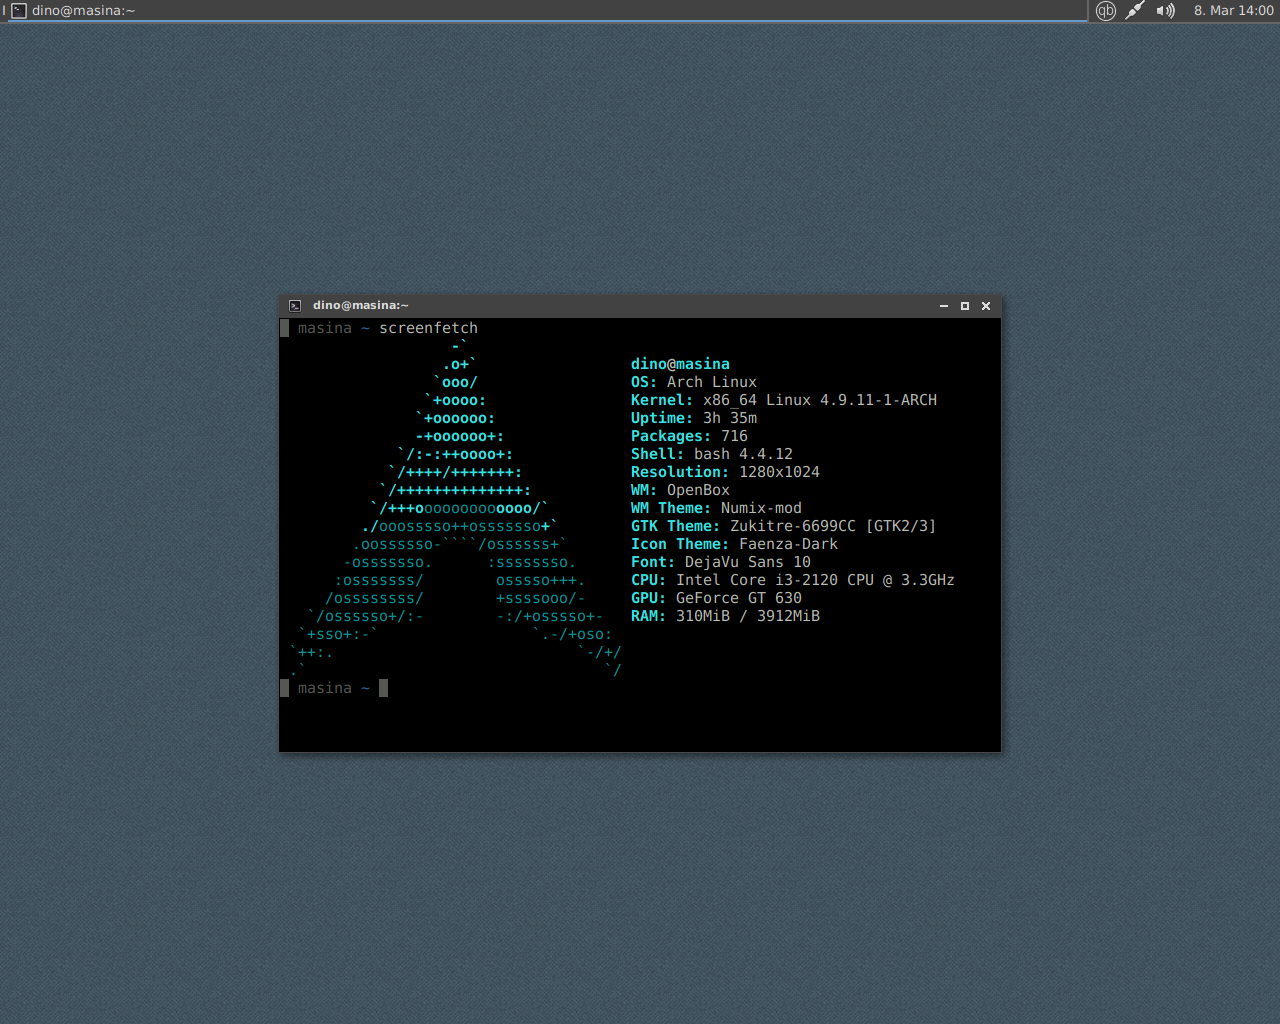 I dino@masina:~ qb 8. Mar 14:00
dino@masina:~
masina ~ screenfetch
-`
.o+` dino@masina
`ooo/ OS: Arch Linux
`+oooo: Kernel: x86_64 Linux 4.9.11-1-ARCH
`+oooooo: Uptime: 3h 35m
-+oooooo+: Packages: 716
`/:-:++oooo+: Shell: bash 4.4.12
`/++++/+++++++: Resolution: 1280x1024
`/++++++++++++++: WM: OpenBox
`/+++ooooooooooooo/` WM Theme: Numix-mod
./ooosssso++osssssso+` GTK Theme: Zukitre-6699CC [GTK2/3]
.oossssso-````/ossssss+` Icon Theme: Faenza-Dark
-osssssso. :ssssssso. Font: DejaVu Sans 10
:osssssss/ osssso+++. CPU: Intel Core i3-2120 CPU @ 3.3GHz
/ossssssss/ +ssssooo/- GPU: GeForce GT 630
`/ossssso+/:- -:/+osssso+- RAM: 310MiB / 3912MiB
`+sso+:-` `.-/+oso:
`++:. `-/+/
.` `/
masina ~